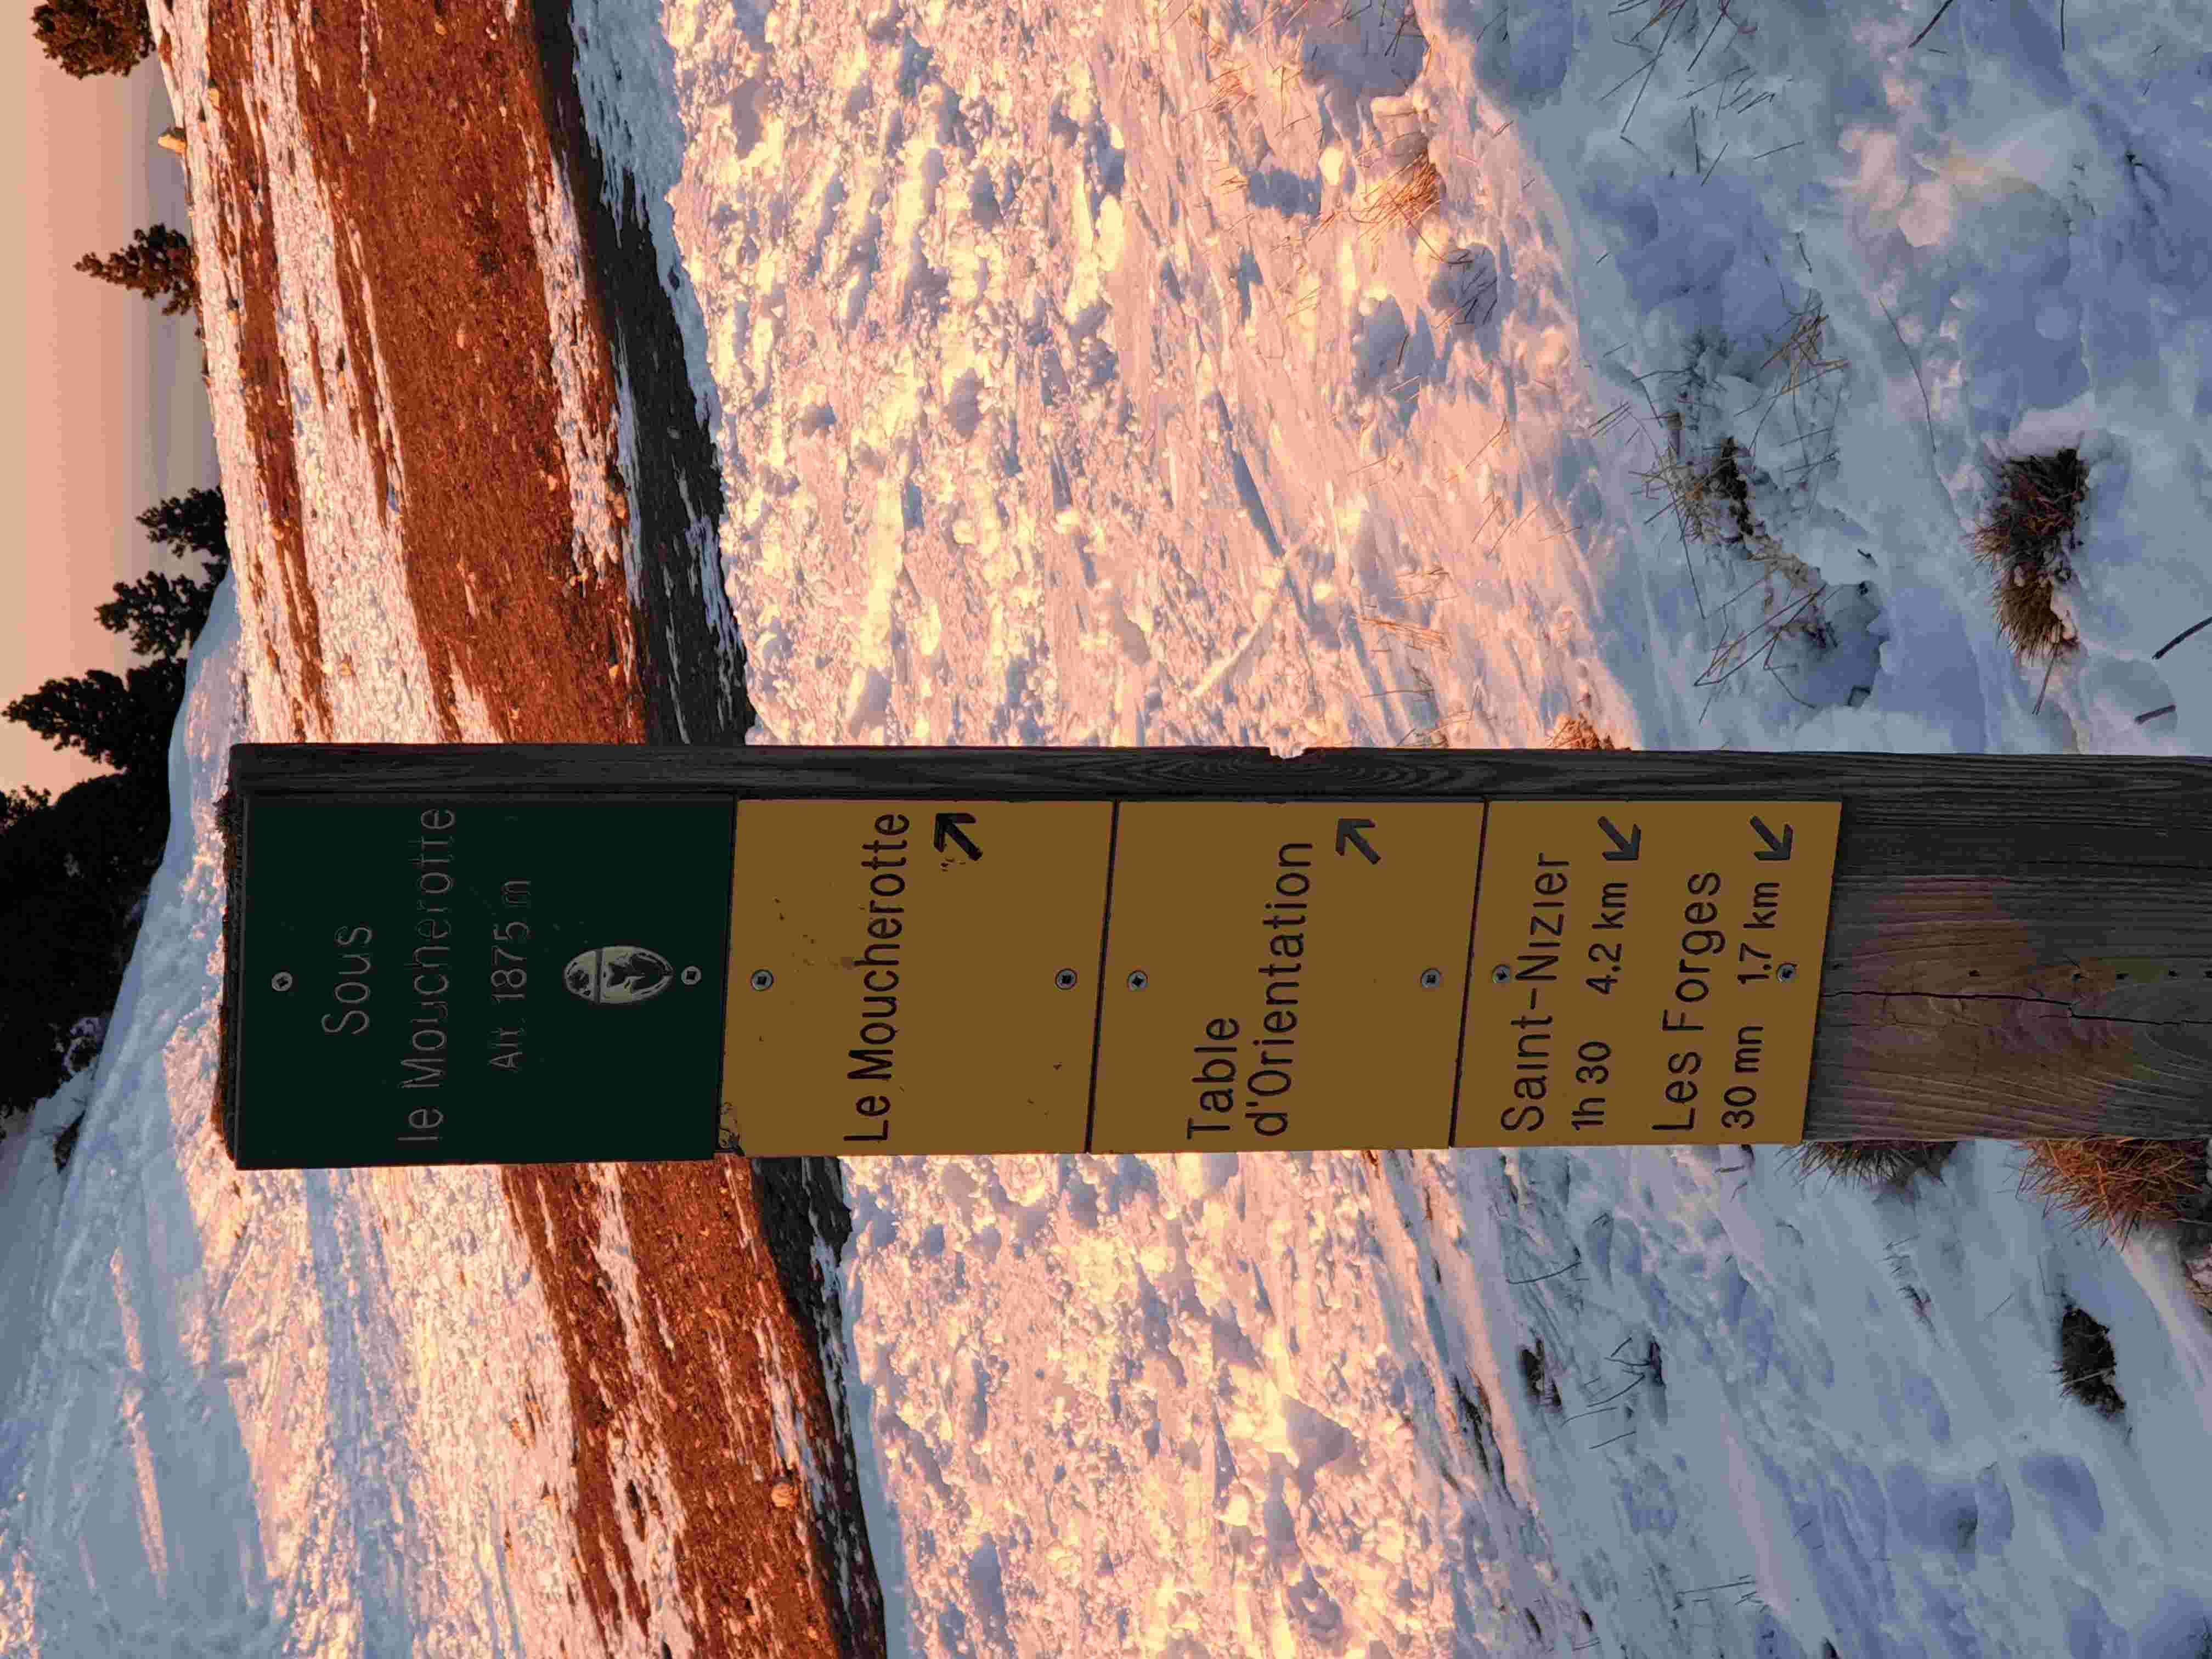 Sous
le Moucherotte
Alt. 1875 m
Le Moucherotte
Table
d'Orientation
Saint-Nizier
1h 30 4.2 km
Les Forges
30 mn 1.7 km